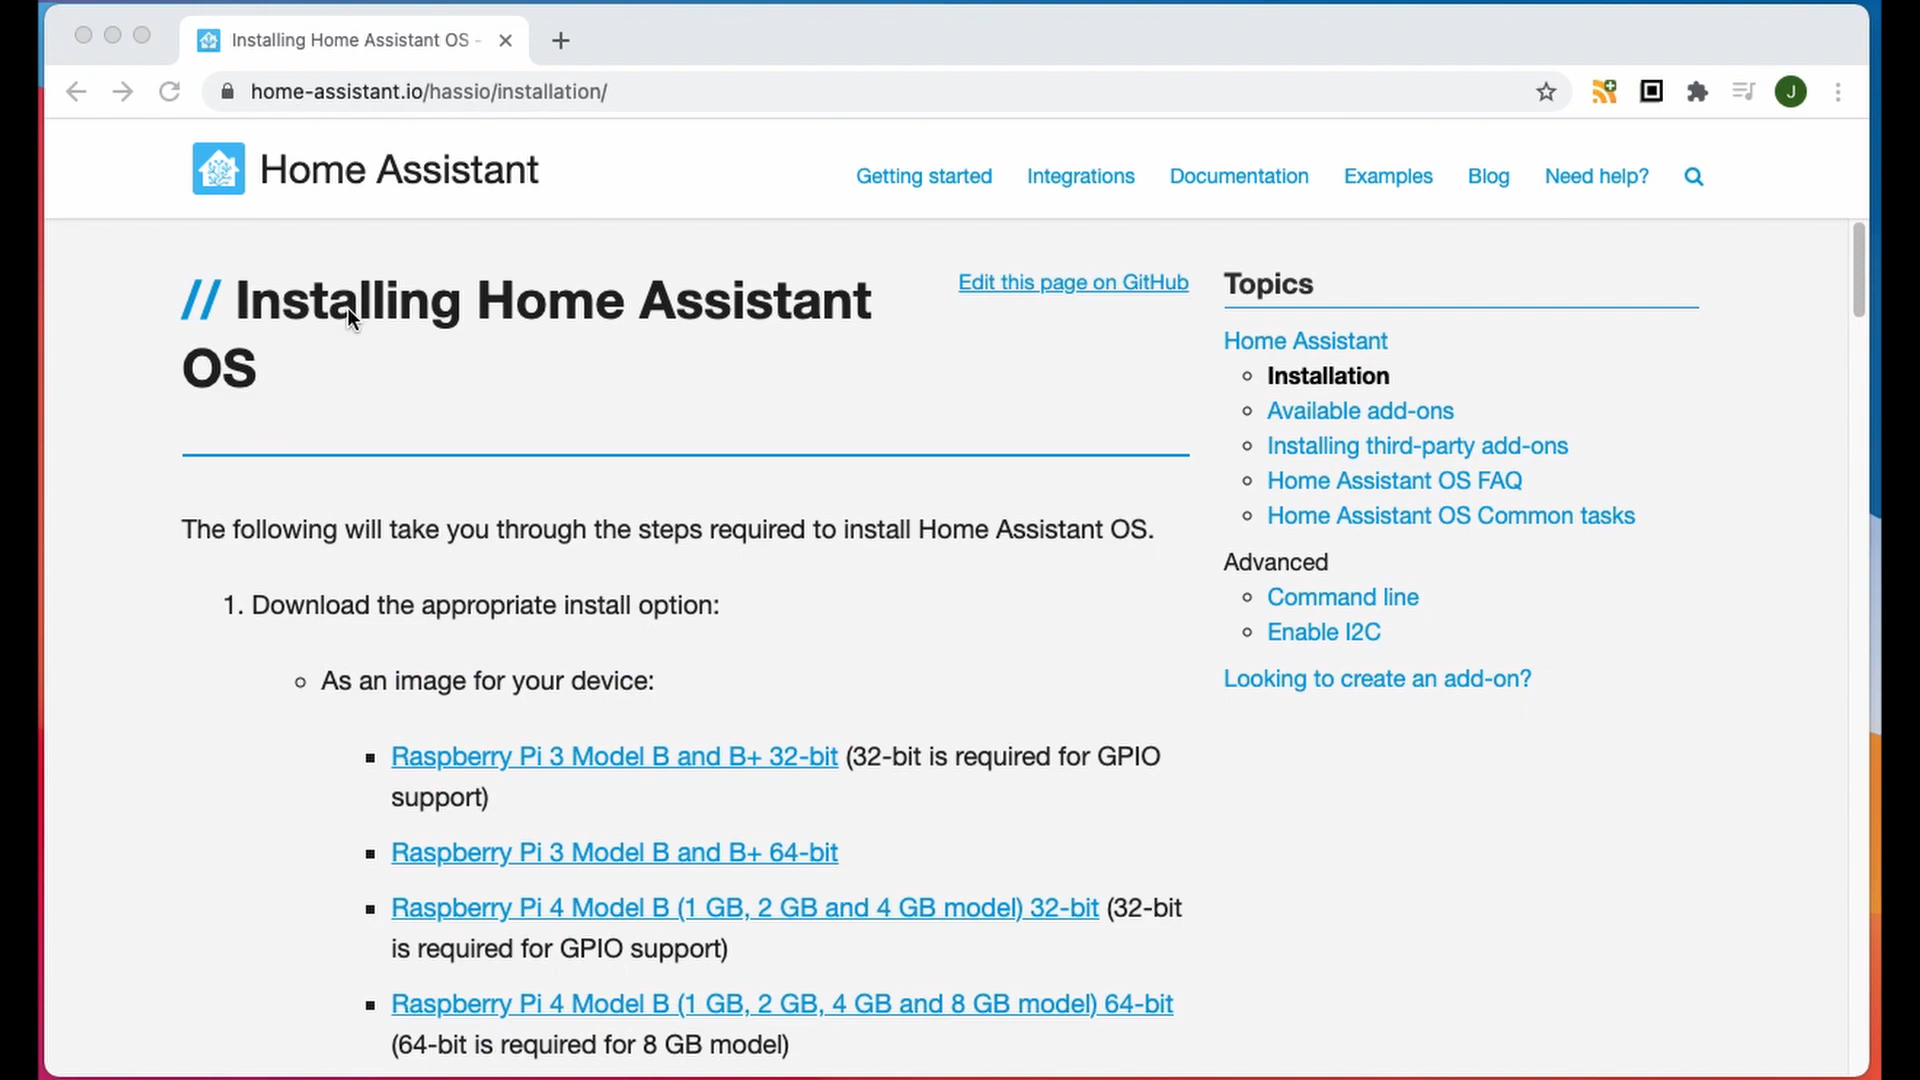 Installing Home Assistant OS -
home-assistant.io/hassio/installation/
J
Home Assistant
Getting started Integrations Documentation Examples Blog Need help?
// Installing Home Assistant
OS
Edit this page on GitHub
The following will take you through the steps required to install Home Assistant OS.
1. Download the appropriate install option:
As an image for your device:
Raspberry Pi 3 Model B and B+ 32-bit (32-bit is required for GPIO
support)
Raspberry Pi 3 Model B and B+ 64-bit
Raspberry Pi 4 Model B (1 GB, 2 GB and 4 GB model) 32-bit (32-bit
is required for GPIO support)
Raspberry Pi 4 Model B (1 GB, 2 GB, 4 GB and 8 GB model) 64-bit
(64-bit is required for 8 GB model)
Topics
Home Assistant
Installation
Available add-ons
Installing third-party add-ons
Home Assistant OS FAQ
Home Assistant OS Common tasks
Advanced
Command line
Enable I2C
Looking to create an add-on?